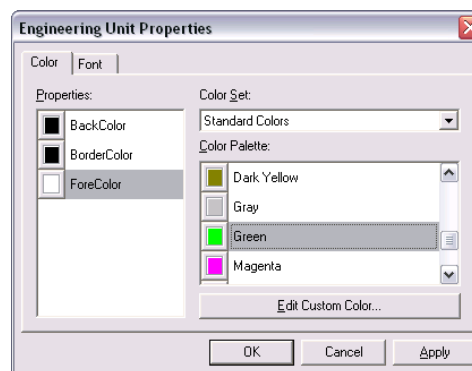 Engineering Unit Properties
Color
Font
Properties:
BackColor
BorderColor
ForeColor
Color Set:
Standard Colors
Color Palette:
Dark Yellow
Gray
Green
Magenta
Edit Custom Color...
OK
Cancel
Apply